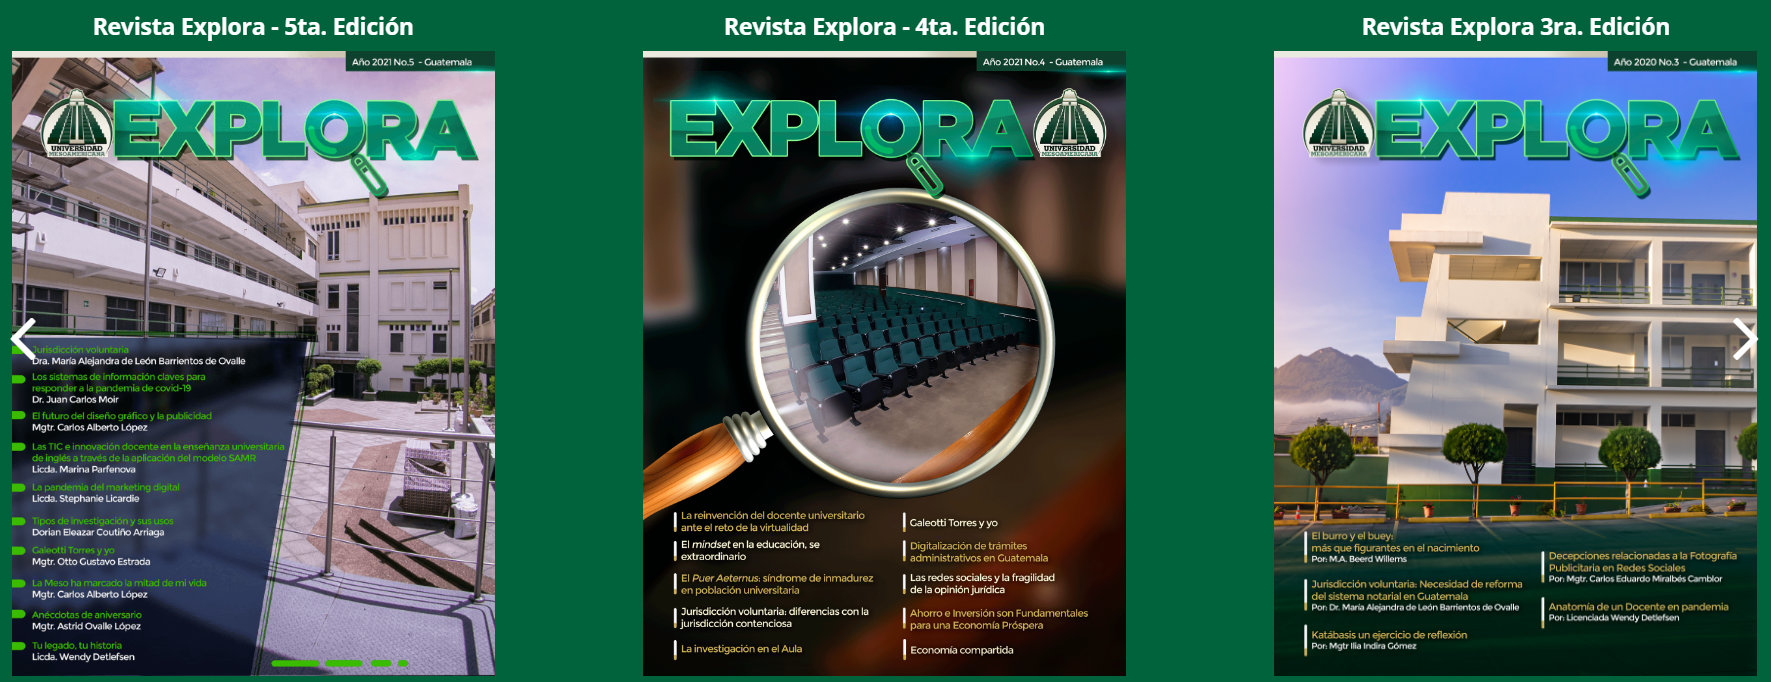 Revista Explora - 5ta. Edición
Año 2021 No.5 - Guatemala
EXPLORA
UNIVERSIDAD
MESOAMERICANA
Jurisdicción voluntaria
Dra. María Alejandra de León Barrientos de Ovalle
Los sistemas de información claves para
responder a la pandemia de covid-19
Dr. Juan Carlos Moir
El futuro del diseño gráfico y la publicidad
Mgtr. Carlos Alberto López
Las TIC e innovación docente en la enseñanza universitaria
de inglés a través de la aplicación del modelo SAMR
Licda. Marina Parfenova
La pandemia del marketing digital
Licda. Stephanie Licardie
Tipos de investigación y sus usos
Dorian Eleazar Coutiño Arriaga
Galeotti Torres y yo
Mgtr. Otto Gustavo Estrada
La Meso ha marcado la mitad de mi vida
Mgtr. Carlos Alberto López
Anécdotas de aniversario
Mgtr. Astrid Ovalle López
Tu legado, tu historia
Licda. Wendy Detlefsen
Revista Explora - 4ta. Edición
Año 2021 No.4 - Guatemala
EXPLORA
UNIVERSIDAD
MESOAMERICANA
La reinvención del docente universitario
ante el reto de la virtualidad
El mindset en la educación, se
extraordinario
El Puer Aeternus: síndrome de inmadurez
en población universitaria
Jurisdicción voluntaria: diferencias con la
jurisdicción contenciosa
La investigación en el Aula
Galeotti Torres y yo
Digitalización de trámites
administrativos en Guatemala
Las redes sociales y la fragilidad
de la opinión jurídica
Ahorro e Inversión son Fundamentales
para una Economía Próspera
Economía compartida
Revista Explora 3ra. Edición
Año 2020 No.3 - Guatemala
UNIVERSIDAD
MESOAMERICANA
EXPLORA
El burro y el buey:
más que figurantes en el nacimiento
Por: M.A. Beerd Willems
Jurisdicción voluntaria: Necesidad de reforma
del sistema notarial en Guatemala
Por: Dr. María Alejandra de León Barrientos de Ovalle
Katábasis un ejercicio de reflexión
Por: Mgtr Ilia Indira Gómez
Decepciones relacionadas a la Fotografía
Publicitaria en Redes Sociales
Por: Mgtr. Carlos Eduardo Miralbés Camblor
Anatomía de un Docente en pandemia
Por: Licenciada Wendy Detlefsen